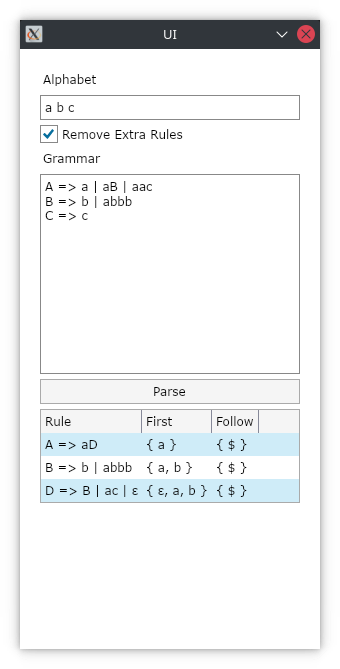 UI
Alphabet
a b c
Remove Extra Rules
Grammar
A => a | aB | aac
B => b | abbb
C => c
Parse
Rule First Follow
A => aD { a } { $ }
B => b | abbb { a, b } { $ }
D => B | ac | ε { ε, a, b } { $ }